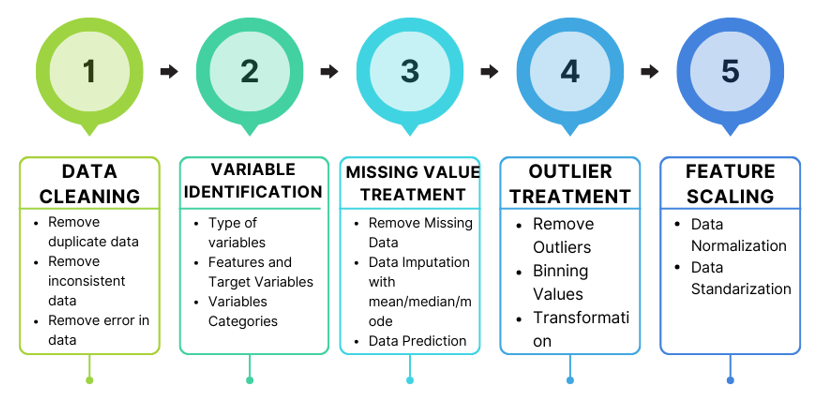 1
2
3
4
5
DATA
CLEANING
Remove
duplicate data
Remove
inconsistent
data
Remove error in
data
VARIABLE
IDENTIFICATION
Type of
variables
Features and
Target Variables
Variables
Categories
MISSING VALUE
TREATMENT
Remove Missing
Data
Data Imputation
with
mean/median/m
ode
Data Prediction
OUTLIER
TREATMENT
Remove
Outliers
Binning
Values
Transformati
on
FEATURE
SCALING
Data
Normalization
Data
Standarization